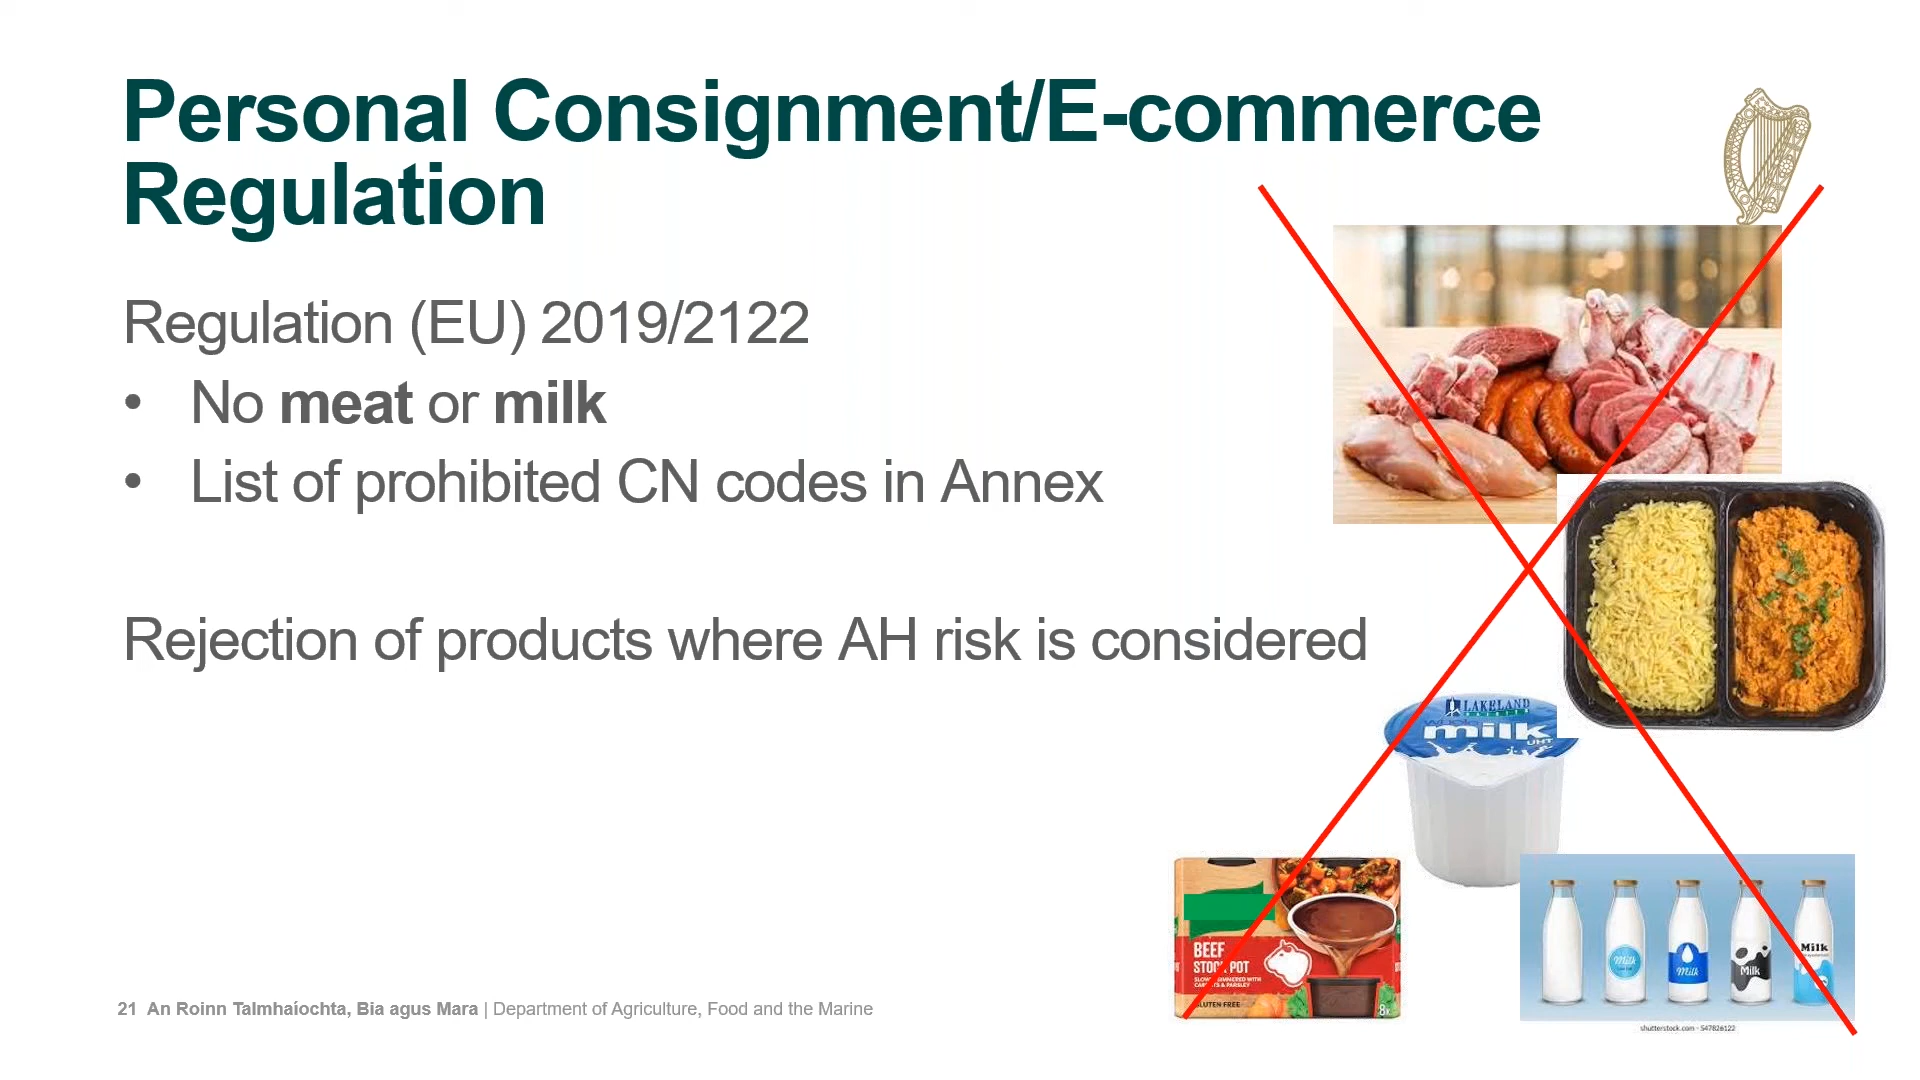 Personal Consignment/E-commerce
Regulation
Regulation (EU) 2019/2122
• No meat or milk
• List of prohibited CN codes in Annex
Rejection of products where AH risk is considered
LAKELAND
milk
UHT
BEEF
STOCK POT
SLOW SIMMERED WITH
CARROTS & PARSLEY
GLUTEN FREE
8x
Milk
Milk
Milk
Milk
shutterstock.com · 547826122
21 An Roinn Talmhaíochta, Bia agus Mara | Department of Agriculture, Food and the Marine